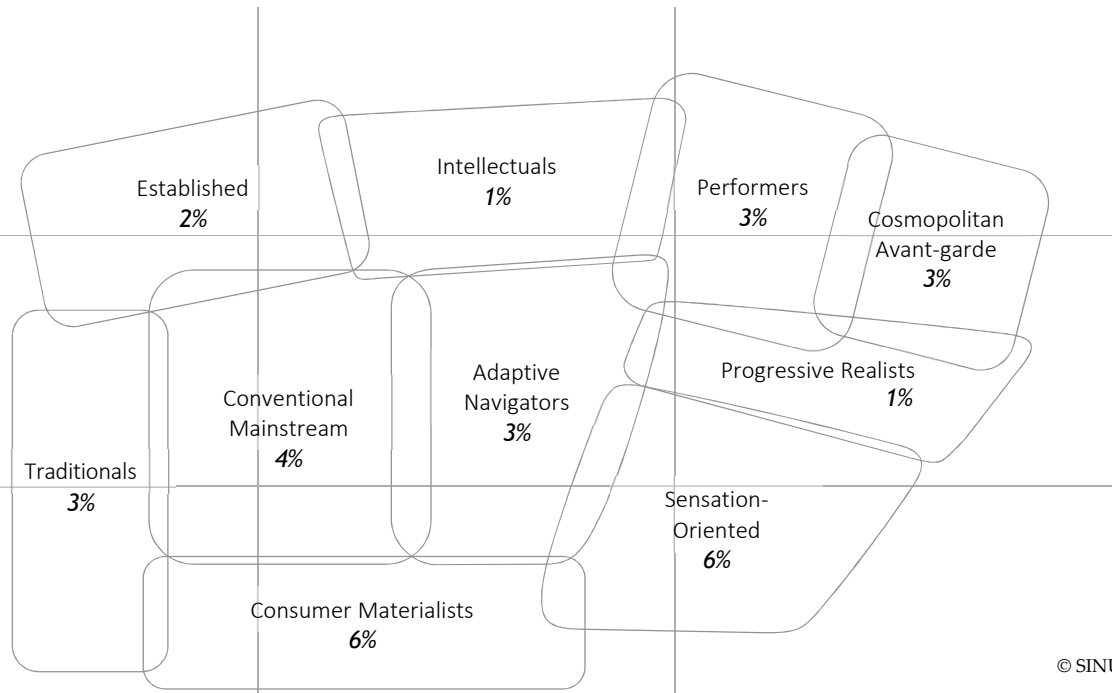 Established
2%
Intellectuals
1%
Performers
3%
Cosmopolitan
Avant-garde
3%
Progressive Realists
1%
Adaptive
Navigators
3%
Conventional
Mainstream
4%
Traditionals
3%
Sensation-
Oriented
6%
Consumer Materialists
6%
© SINU